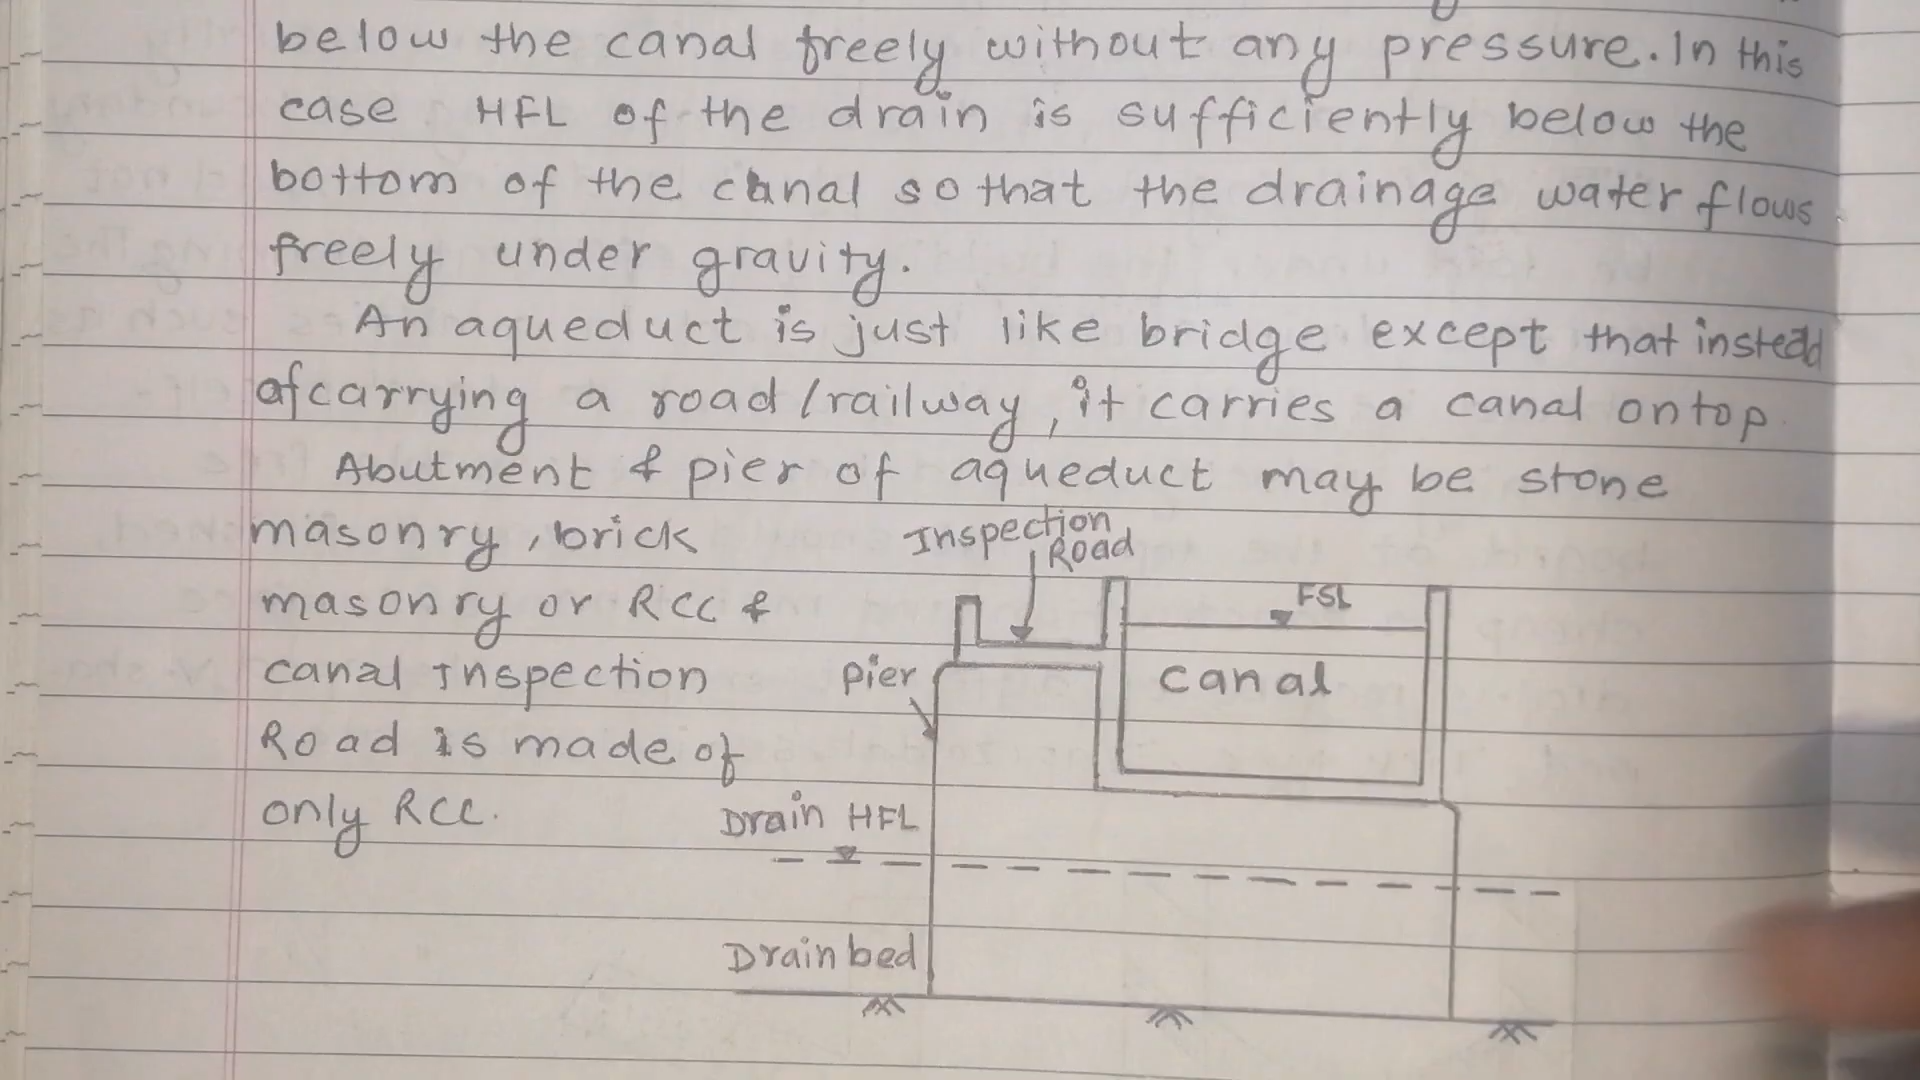 below the canal freely without any pressure. In this
case HFL of the drain is sufficiently below the
bottom of the canal so that the drainage water flows
freely under gravity.
An aqueduct is just like bridge except that instead
of carrying a road/railway, it carries a canal on top
Abutment & pier of aqueduct may be stone
masonry, brick
masonry or RCC &
canal Inspection
Road is made of
only RCC.
Inspection
Road
FSL
Pier
canal
Drain HFL
Drain bed